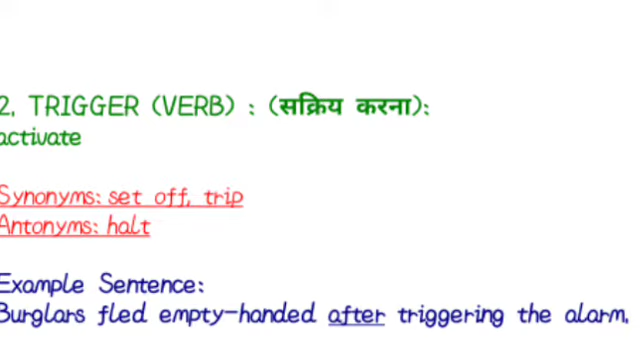 2. TRIGGER (VERB) : (सक्रिय करना):
activate
Synonyms: set off, trip
Antonyms: halt
Example Sentence:
Burglars fled empty-handed after triggering the alarm.